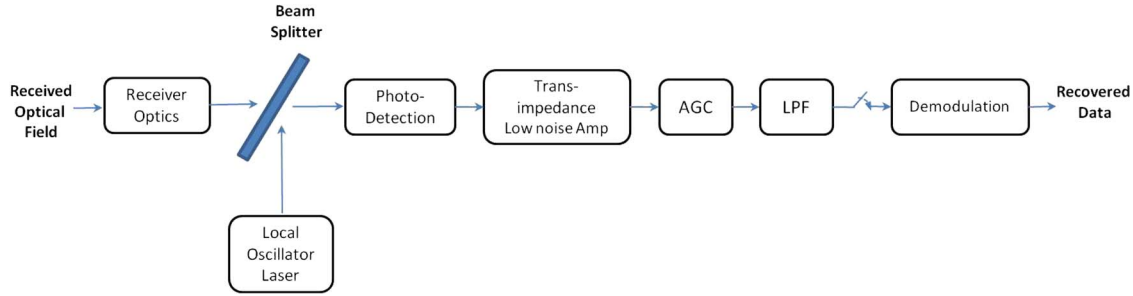 Beam
Splitter
Received
Optical
Field
Receiver
Optics
Photo-
Detection
Trans-
impedance
Low noise Amp
AGC
LPF
Demodulation
Recovered
Data
Local
Oscillator
Laser